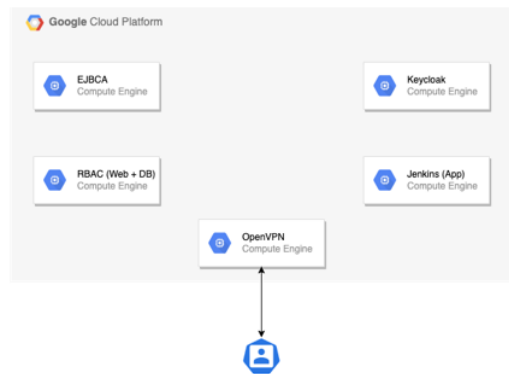 Google Cloud Platform
EJBCA
Compute Engine
Keycloak
Compute Engine
RBAC (Web + DB)
Compute Engine
Jenkins (App)
Compute Engine
OpenVPN
Compute Engine